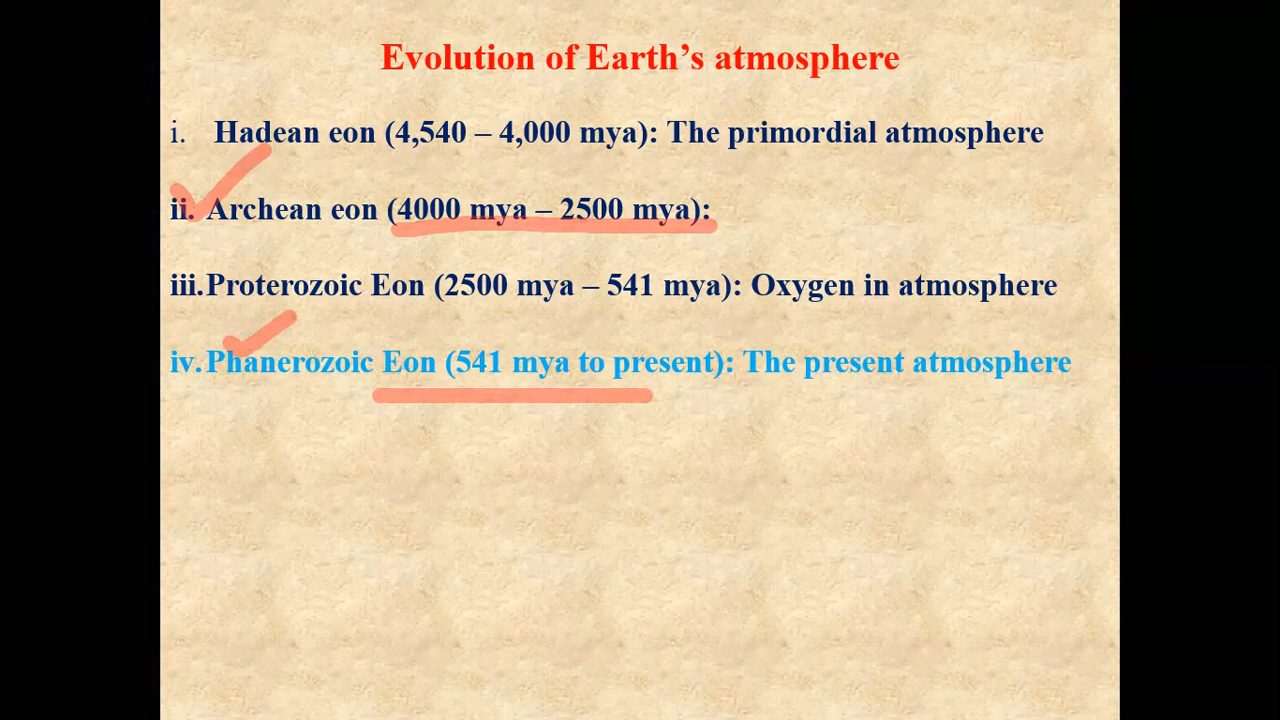 Evolution of Earth’s atmosphere
i. Hadean eon (4,540 – 4,000 mya): The primordial atmosphere
ii. Archean eon (4000 mya – 2500 mya):
iii. Proterozoic Eon (2500 mya – 541 mya): Oxygen in atmosphere
iv. Phanerozoic Eon (541 mya to present): The present atmosphere